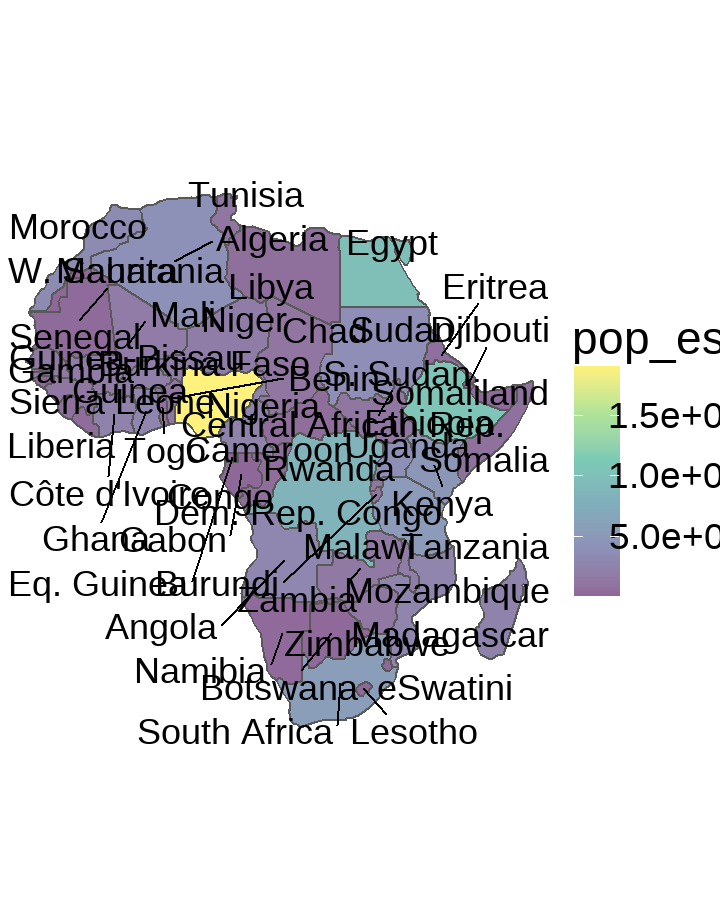 Tunisia
Morocco
Algeria
Egypt
W. Sahara
Mauritania
Libya
Eritrea
Mali
Niger
Chad
Sudan
Djibouti
Senegal
Guinea-Bissau
Gambia
Burkina Faso
Guinea
Benin
S. Sudan
Somaliland
Sierra Leone
Nigeria
Ethiopia
Central African Rep.
Liberia
Togo
Cameroon
Uganda
Somalia
Rwanda
Côte d'Ivoire
Congo
Dem. Rep. Congo
Kenya
Ghana
Gabon
Malawi
Tanzania
Eq. Guinea
Burundi
Zambia
Mozambique
Angola
Zimbabwe
Madagascar
Namibia
Botswana
eSwatini
South Africa
Lesotho
pop_es
1.5e+0
1.0e+0
5.0e+0